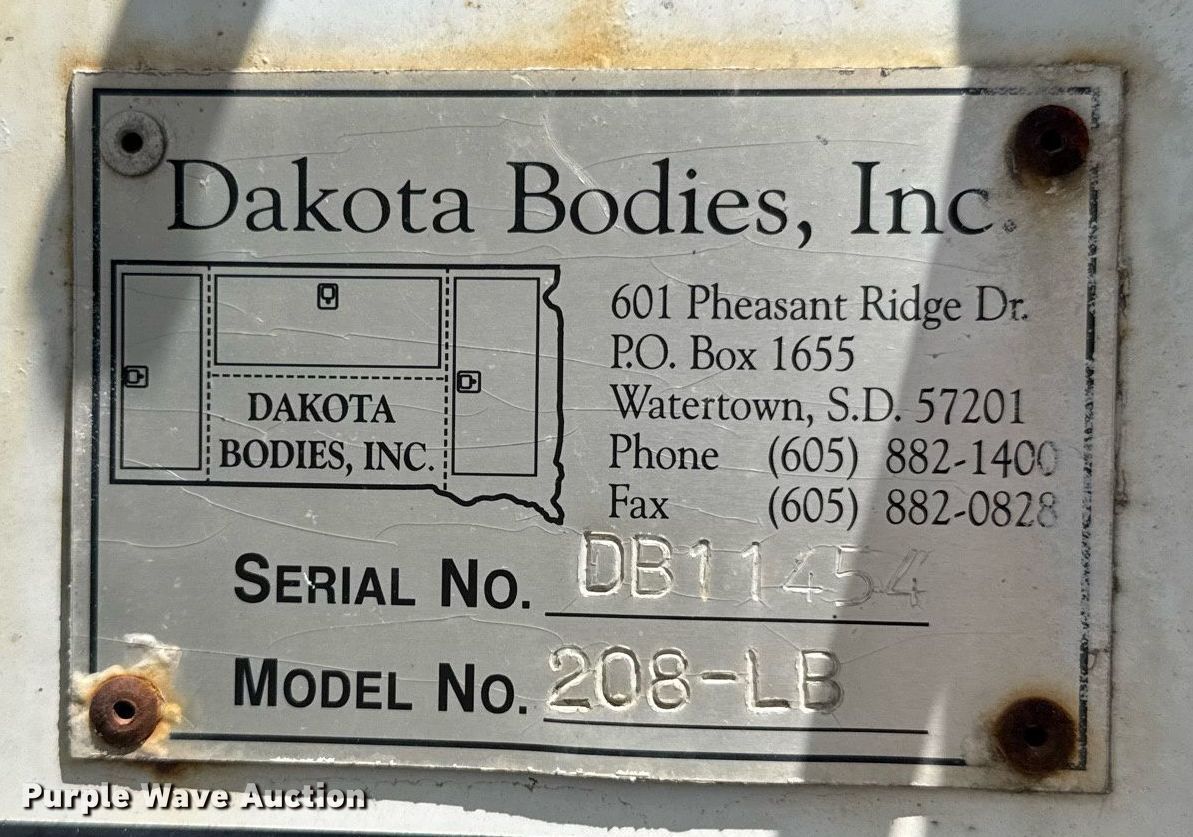 Dakota Bodies, Inc.
DAKOTA
BODIES, INC.
601 Pheasant Ridge Dr.
P.O. Box 1655
Watertown, S.D. 57201
Phone (605) 882-1400
Fax (605) 882-0828
SERIAL NO. DB11454
MODEL NO. 208-LB
Purple Wave Auction